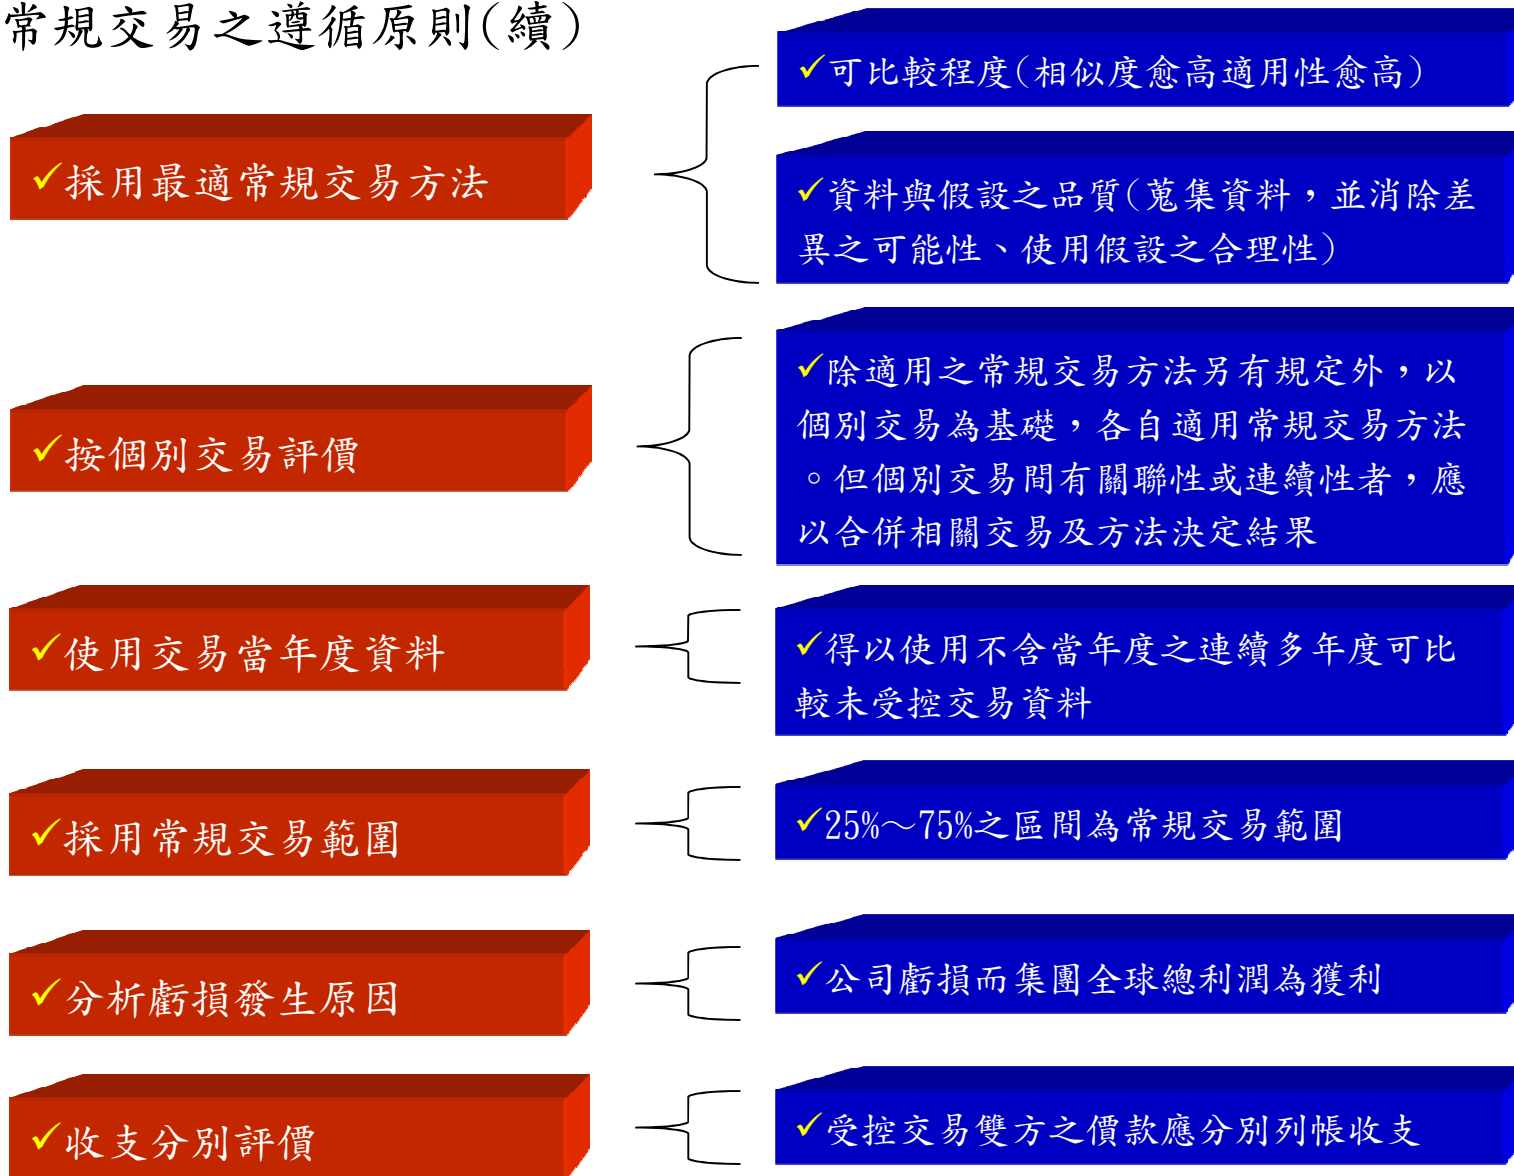 常規交易之遵循原則(續)
✓採用最適常規交易方法
✓可比較程度(相似度愈高適用性愈高)
✓資料與假設之品質(蒐集資料，並消除差
異之可能性、使用假設之合理性)
✓按個別交易評價
✓除適用之常規交易方法另有規定外，以
個別交易為基礎，各自適用常規交易方法
。但個別交易間有關聯性或連續性者，應
以合併相關交易及方法決定結果
✓使用交易當年度資料
✓得以使用不含當年度之連續多年度可比
較未受控交易資料
✓採用常規交易範圍
✓25%～75%之區間為常規交易範圍
✓分析虧損發生原因
✓公司虧損而集團全球總利潤為獲利
✓收支分別評價
✓受控交易雙方之價款應分別列帳收支